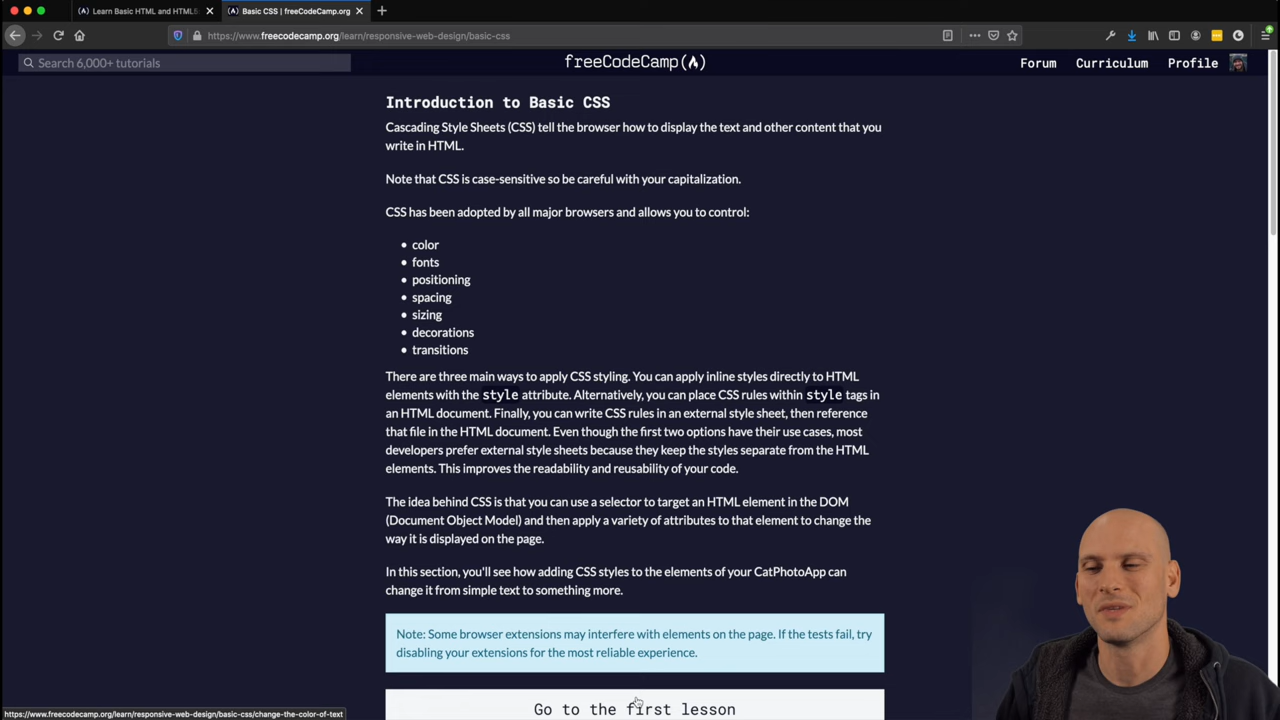 Learn Basic HTML and HTML5
Basic CSS | freeCodeCamp.org
https://www.freecodecamp.org/learn/responsive-web-design/basic-css
Search 6,000+ tutorials
freeCodeCamp
Forum
Curriculum
Profile
Introduction to Basic CSS
Cascading Style Sheets (CSS) tell the browser how to display the text and other content that you
write in HTML.
Note that CSS is case-sensitive so be careful with your capitalization.
CSS has been adopted by all major browsers and allows you to control:
color
fonts
positioning
spacing
sizing
decorations
transitions
There are three main ways to apply CSS styling. You can apply inline styles directly to HTML
elements with the style attribute. Alternatively, you can place CSS rules within style tags in
an HTML document. Finally, you can write CSS rules in an external style sheet, then reference
that file in the HTML document. Even though the first two options have their use cases, most
developers prefer external style sheets because they keep the styles separate from the HTML
elements. This improves the readability and reusability of your code.
The idea behind CSS is that you can use a selector to target an HTML element in the DOM
(Document Object Model) and then apply a variety of attributes to that element to change the
way it is displayed on the page.
In this section, you'll see how adding CSS styles to the elements of your CatPhotoApp can
change it from simple text to something more.
Note: Some browser extensions may interfere with elements on the page. If the tests fail, try
disabling your extensions for the most reliable experience.
Go to the first lesson
https://www.freecodecamp.org/learn/responsive-web-design/basic-css/change-the-color-of-text